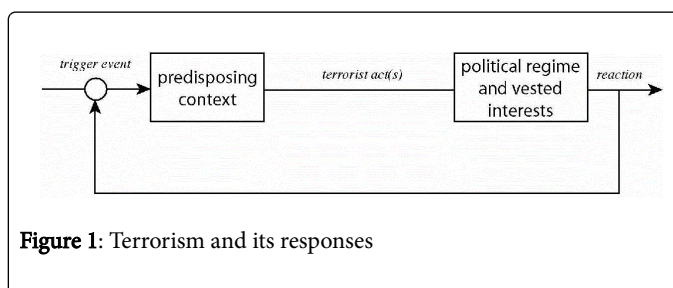 trigger event
predisposing
context
terrorist act(s)
political regime
and vested
interests
reaction
Figure 1: Terrorism and its responses